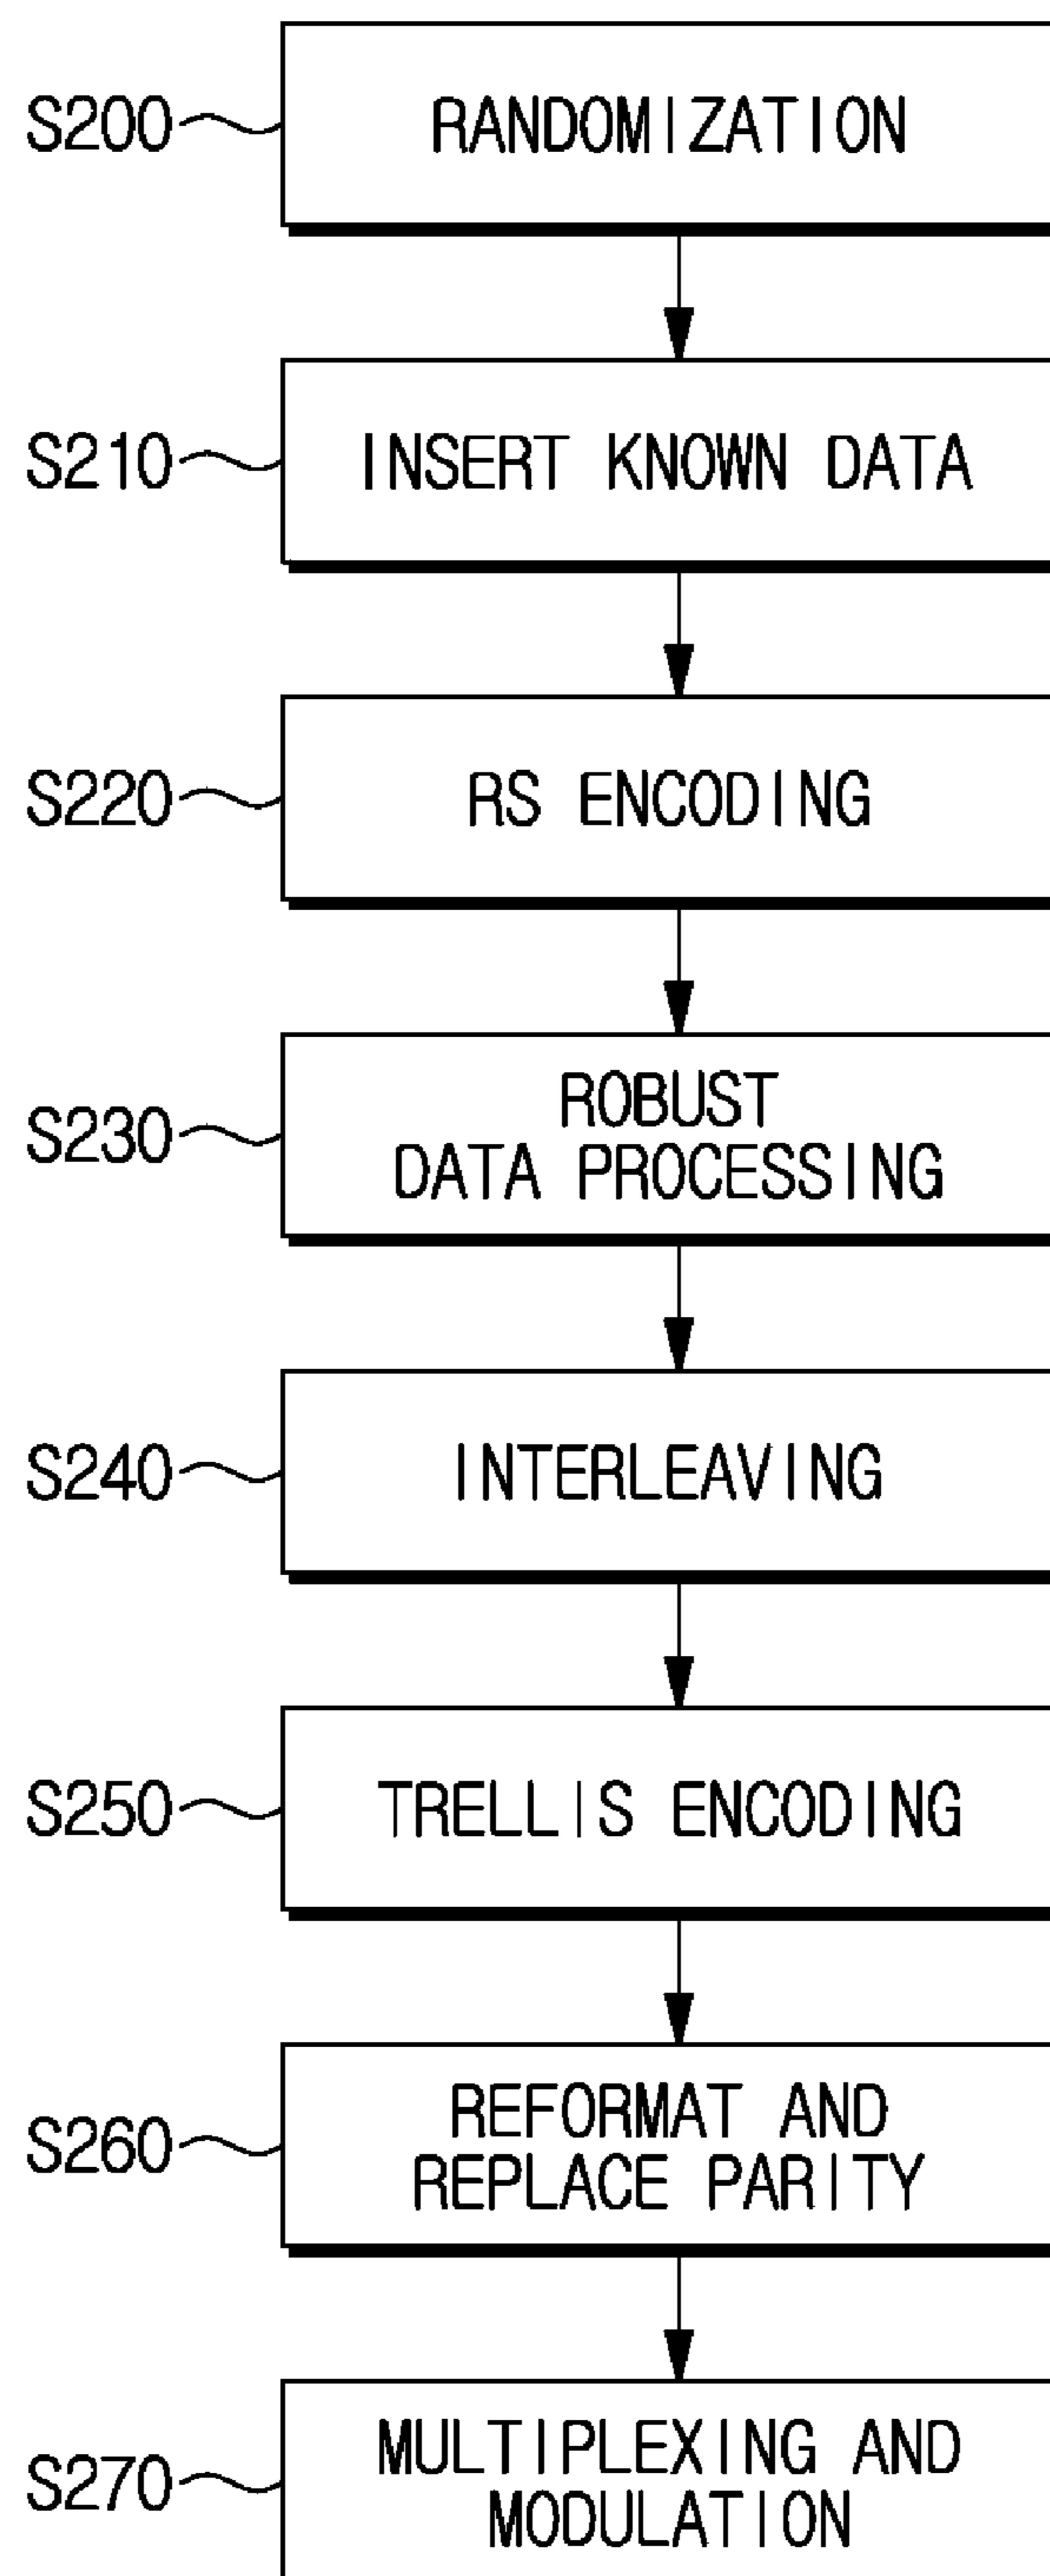 S200 RANDOMIZATION
S210 INSERT KNOWN DATA
S220 RS ENCODING
S230 ROBUST
DATA PROCESSING
S240 INTERLEAVING
S250 TRELLIS ENCODING
S260 REFORMAT AND
REPLACE PARITY
S270 MULTIPLEXING AND
MODULATION